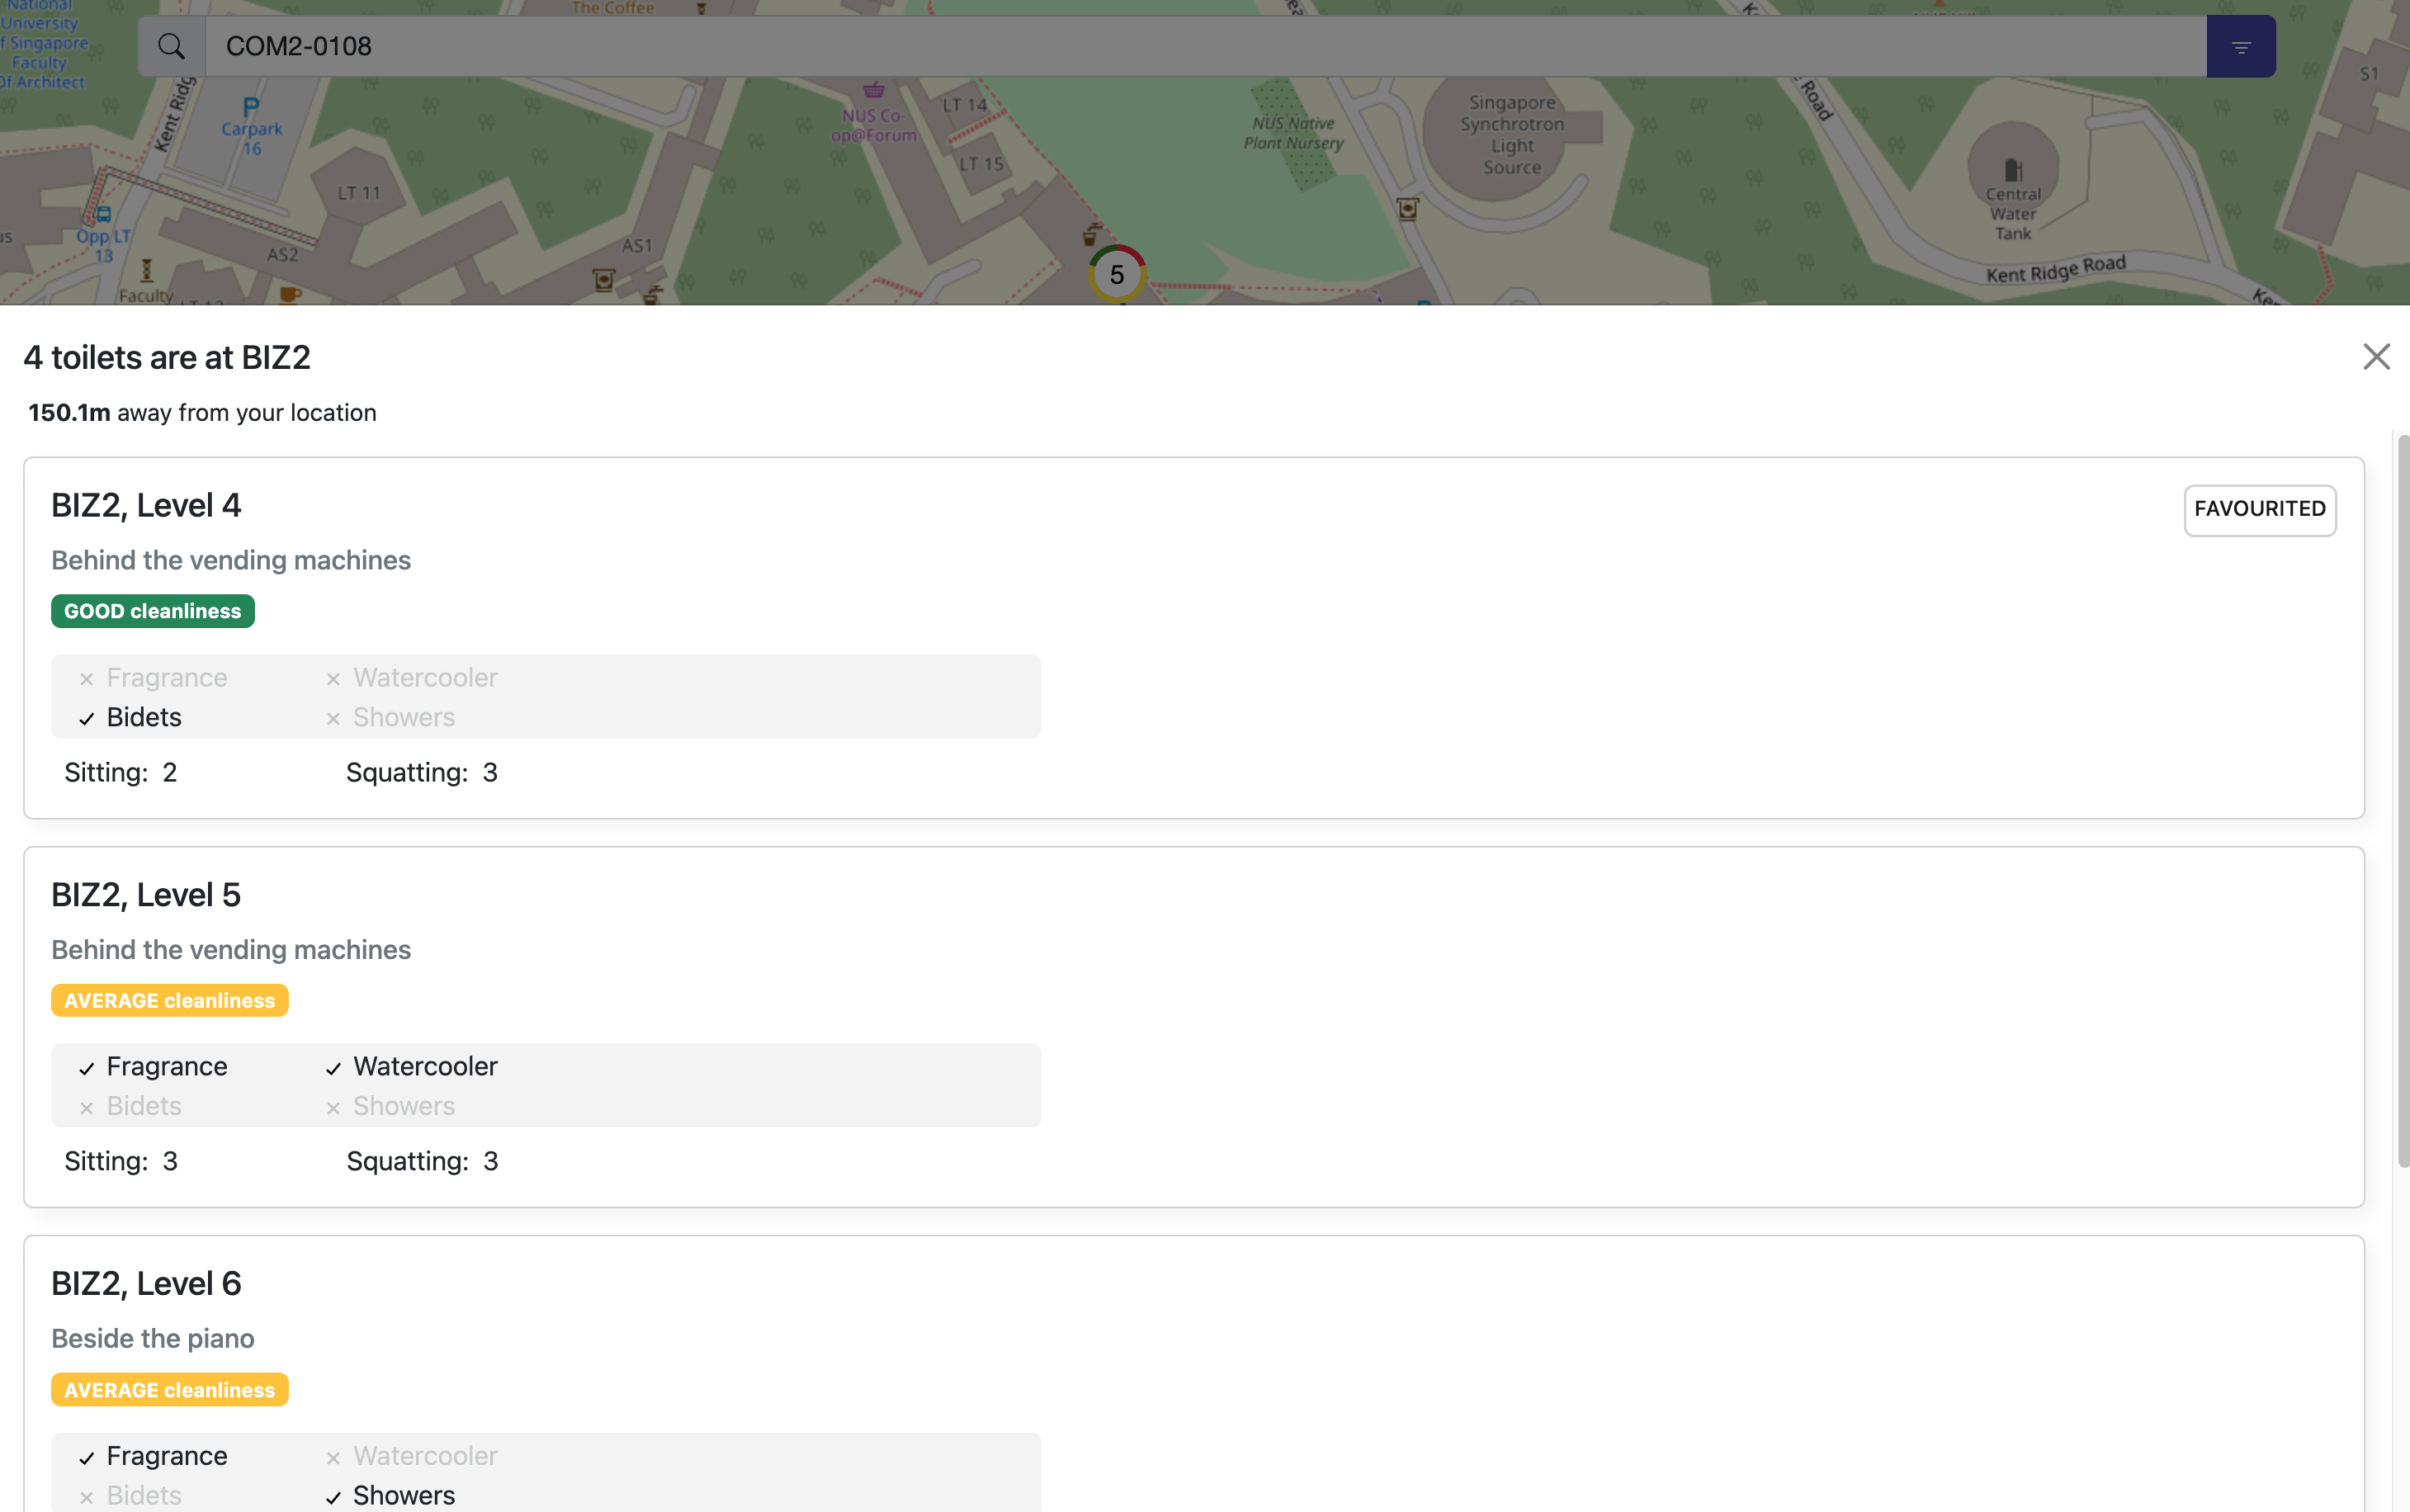 National
University
f Singapore
Faculty
Of Architect
The Coffee
COM2-0108
S1
Kent Ridg
P
Carpark
16
LT 14
NUS Co-
op@Forum
LT 15
NUS Native
Plant Nursery
Singapore
Synchrotron
Light
Source
Road
Central
Water
Tank
LT 11
Opp LT
13
AS2
AS1
Faculty
5
Kent Ridge Road
4 toilets are at BIZ2
150.1m away from your location
BIZ2, Level 4
FAVOURITED
Behind the vending machines
GOOD cleanliness
Fragrance
Watercooler
Bidets
Showers
Sitting: 2
Squatting: 3
BIZ2, Level 5
Behind the vending machines
AVERAGE cleanliness
Fragrance
Watercooler
Bidets
Showers
Sitting: 3
Squatting: 3
BIZ2, Level 6
Beside the piano
AVERAGE cleanliness
Fragrance
Watercooler
Bidets
Showers